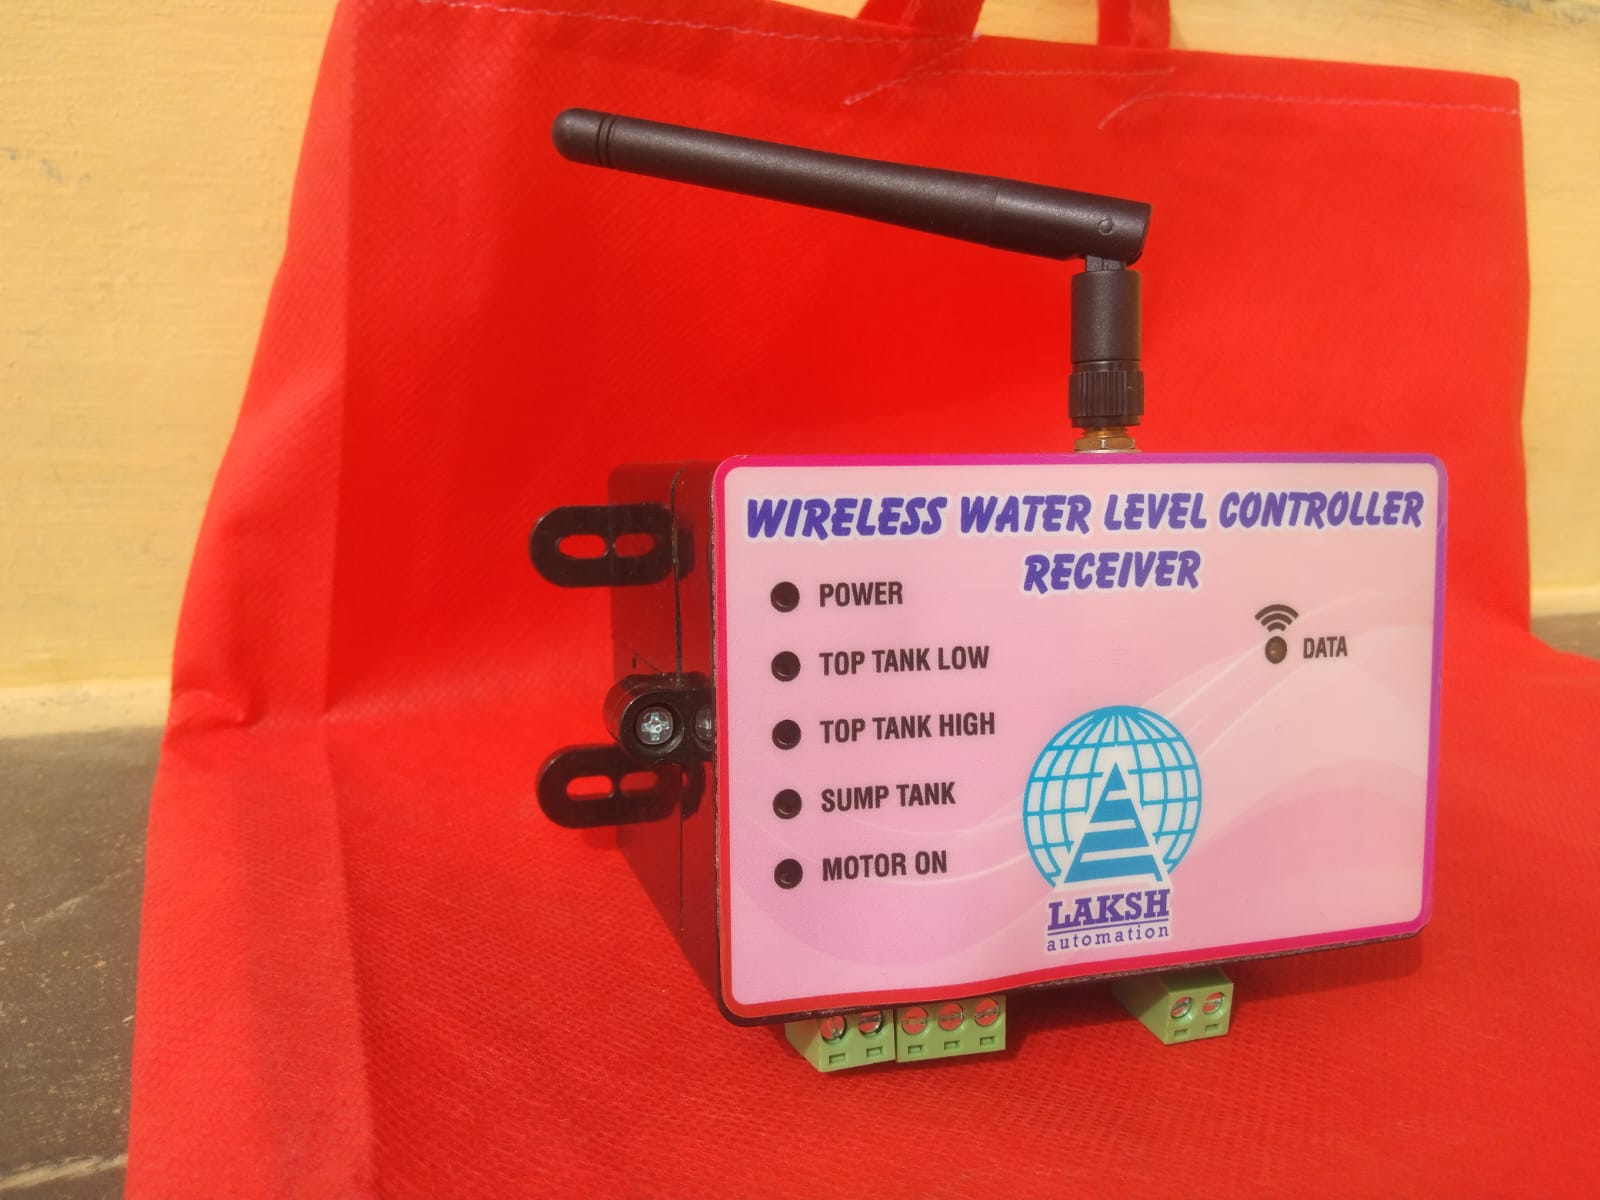 WIRELESS WATER LEVEL CONTROLLER
RECEIVER
POWER
TOP TANK LOW
TOP TANK HIGH
SUMP TANK
MOTOR ON
DATA
LAKSH
automation